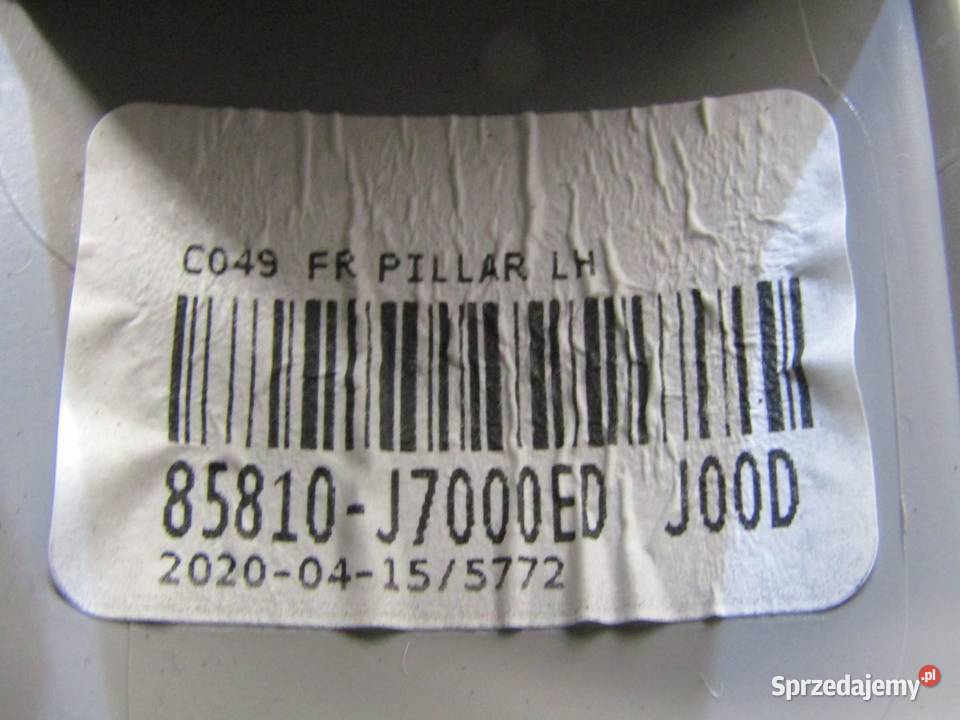 C049 FR PILLAR LH
85810-J7000ED J00D
2020-04-15/5772
Sprzedajemy.pl